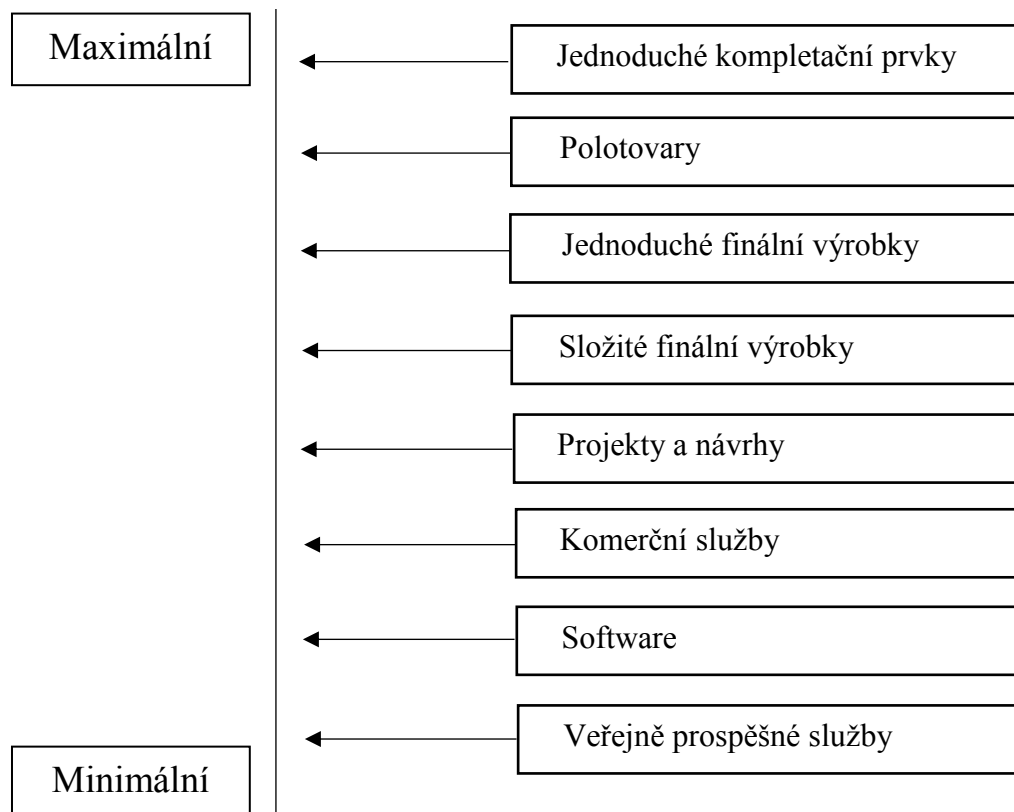 Maximální
Jednoduché kompletační prvky
Polotovary
Jednoduché finální výrobky
Složité finální výrobky
Projekty a návrhy
Komerční služby
Software
Veřejně prospěšné služby
Minimální